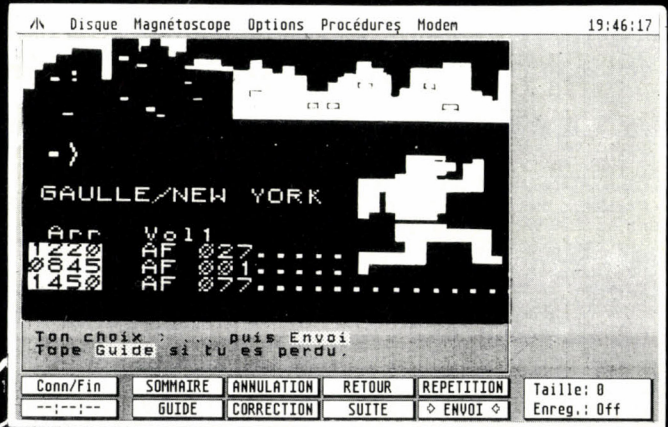 Disque Magnétoscope Options Procédures Modem 19:46:17
-)
GAULLE/NEW YORK
Arr Vol1
1220 AF 027.....
0845 AF 001.....
1450 AF 077...............
Ton choix : ... puis Envoi
Tape Guide si tu es perdu.
Conn/Fin SOMMAIRE ANNULATION RETOUR REPETITION
--:--:-- GUIDE CORRECTION SUITE ◇ ENVOI ◇
Taille: 0
Enreg.: Off